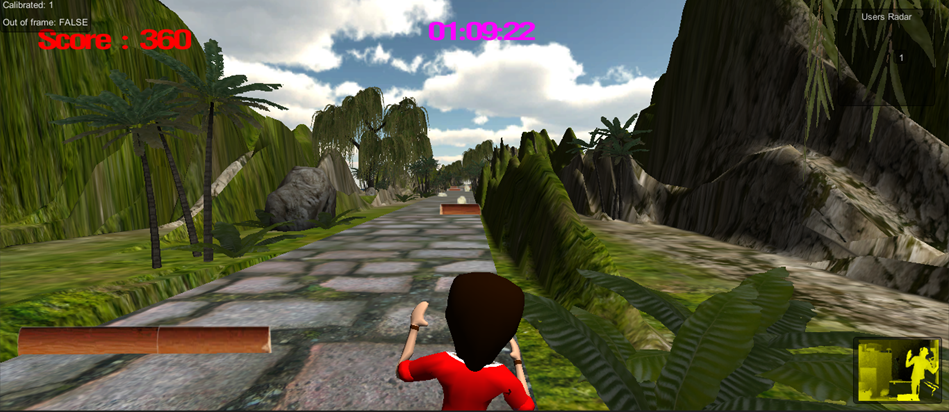 Calibrated: 1
Out of frame: FALSE
Score : 360
01:09:22
Users Radar
1